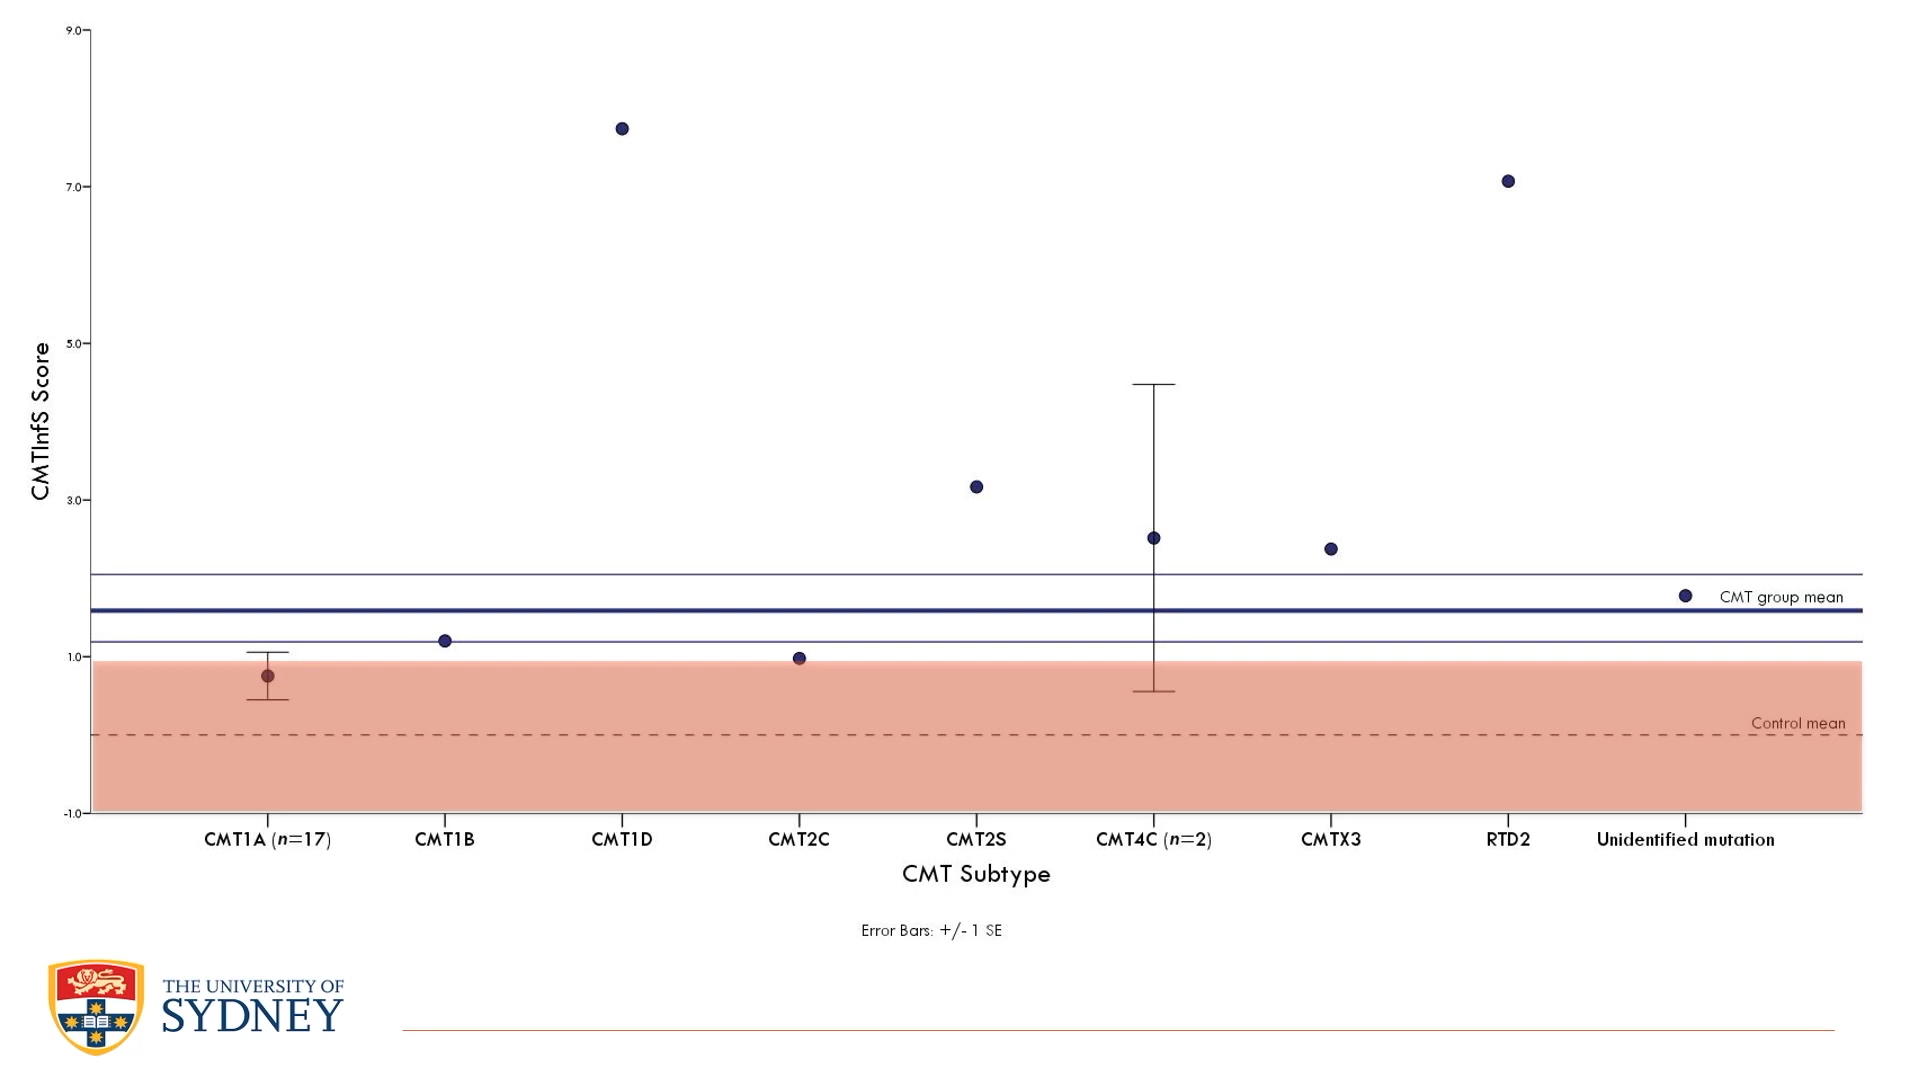 9.0
7.0
5.0
3.0
1.0
-1.0
CMTInfS Score
CMT group mean
Control mean
CMT1A (n=17)
CMT1B
CMT1D
CMT2C
CMT2S
CMT4C (n=2)
CMTX3
RTD2
Unidentified mutation
CMT Subtype
Error Bars: +/- 1 SE
THE UNIVERSITY OF
SYDNEY